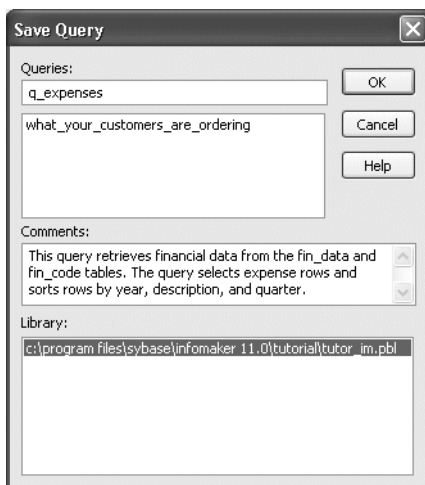 Save Query
Queries:
q_expenses
OK
what_your_customers_are_ordering
Cancel
Help
Comments:
This query retrieves financial data from the fin_data and
fin_code tables. The query selects expense rows and
sorts rows by year, description, and quarter.
Library:
c:\program files\sybase\infomaker 11.0\tutorial\tutor_im.pbl